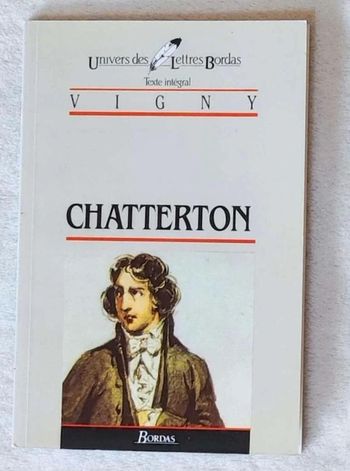 Univers des Lettres Bordas
Texte intégral
VIGNY
CHATTERTON
BORDAS